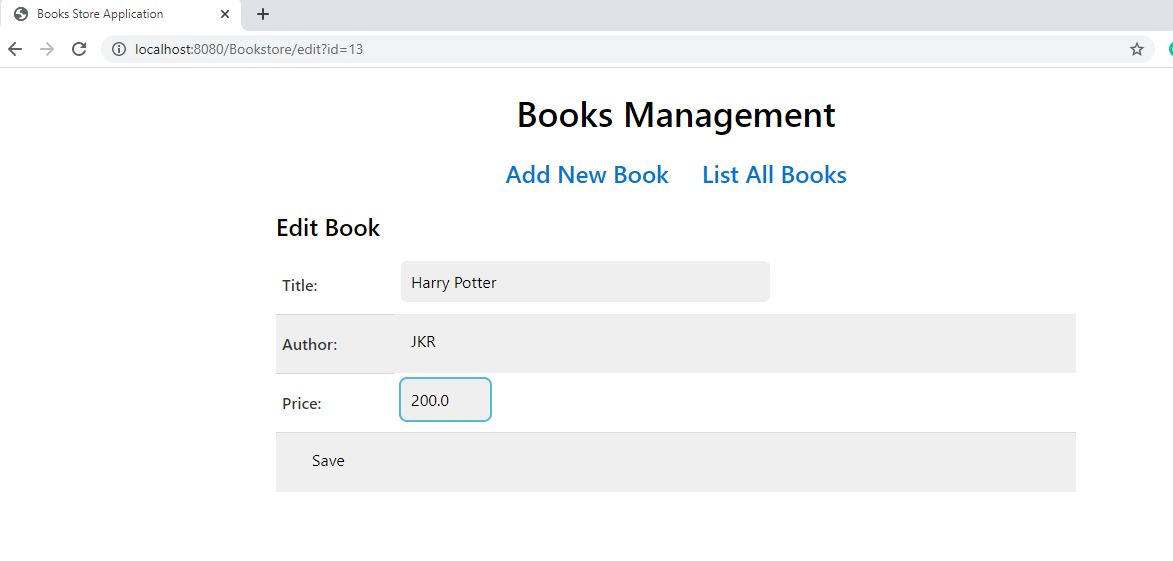 Books Store Application
localhost:8080/Bookstore/edit?id=13
Books Management
Add New Book List All Books
Edit Book
Title: Harry Potter
Author: JKR
Price: 200.0
Save